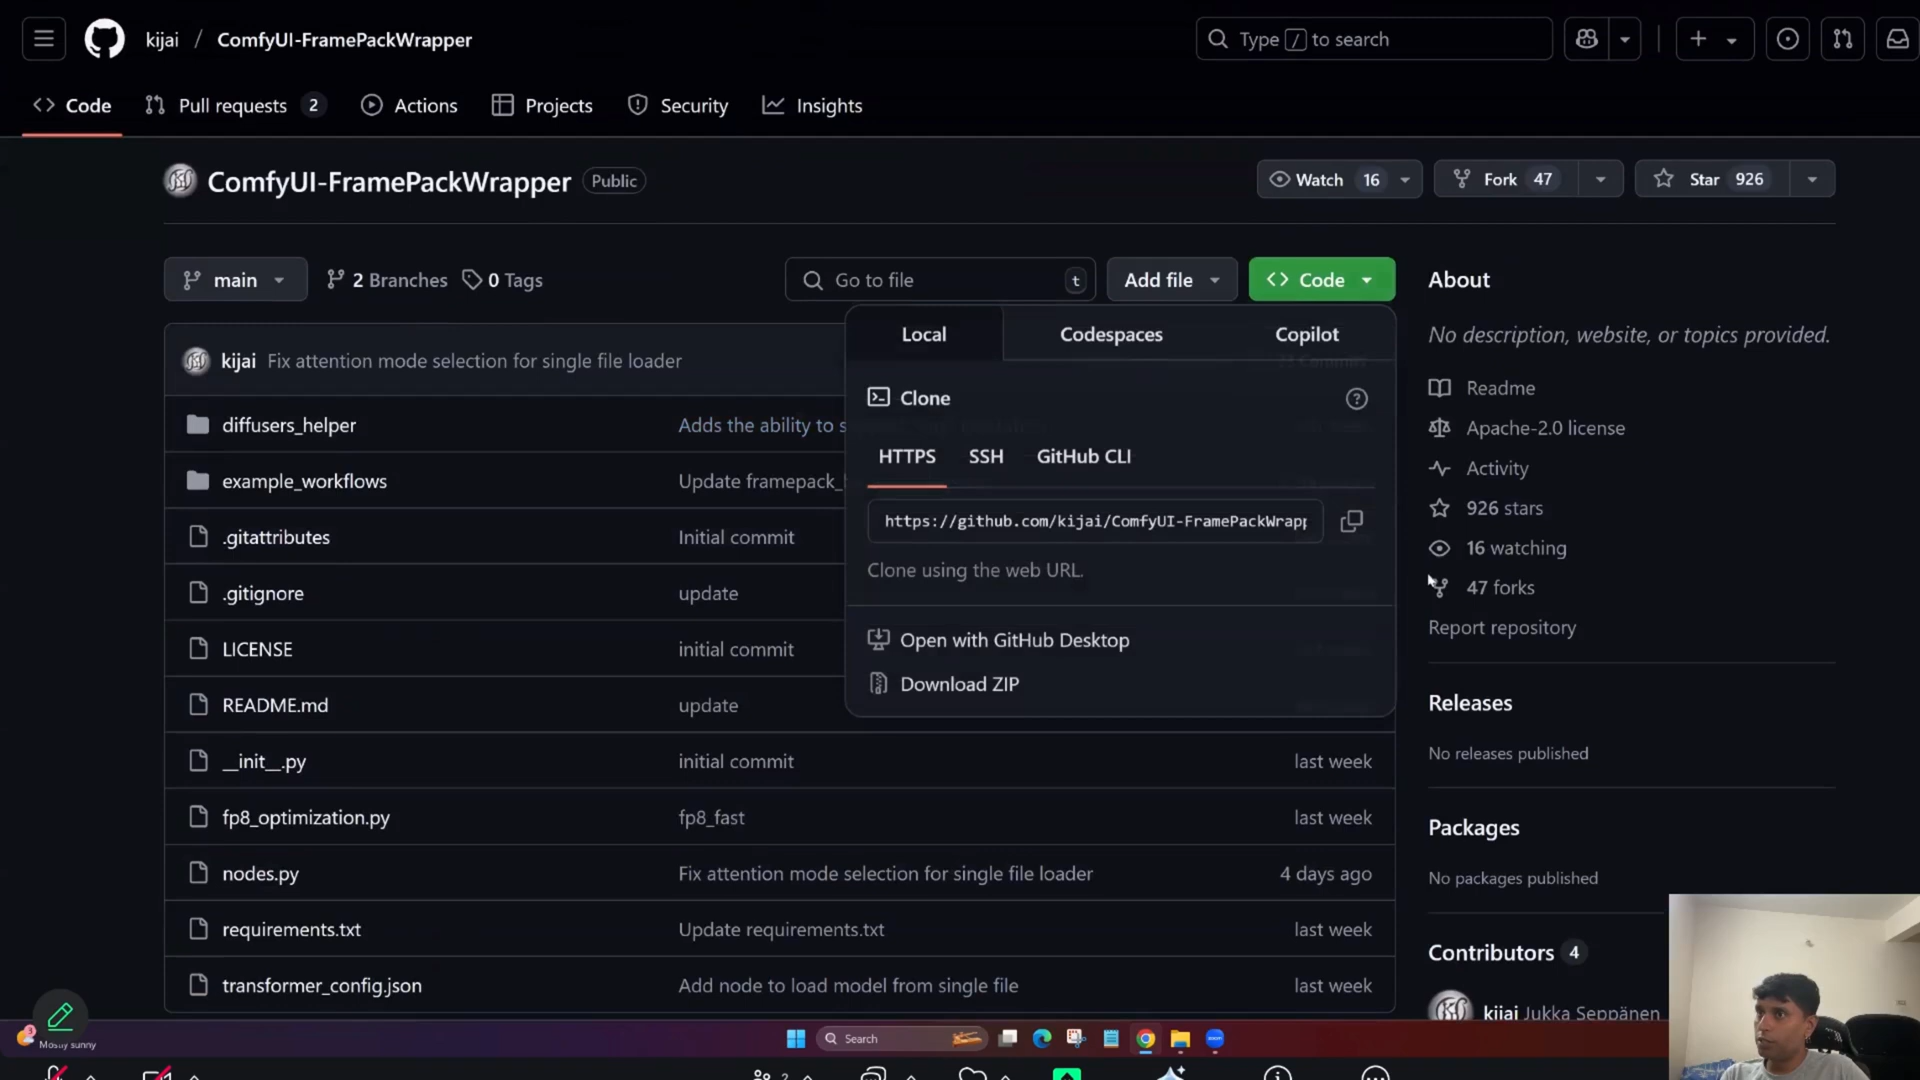 kijai / ComfyUI-FramePackWrapper
Type / to search
Code
Pull requests 2
Actions
Projects
Security
Insights
ComfyUI-FramePackWrapper Public
Watch 16
Fork 47
Star 926
main
2 Branches
0 Tags
Go to file t
Add file
Code
About
No description, website, or topics provided.
Readme
Apache-2.0 license
Activity
926 stars
16 watching
47 forks
Report repository
Releases
No releases published
Packages
No packages published
Contributors 4
kijai Jukka Seppänen
Local
Codespaces
Copilot
Clone
HTTPS
SSH
GitHub CLI
https://github.com/kijai/ComfyUI-FramePackWrapp
Clone using the web URL.
Open with GitHub Desktop
Download ZIP
kijai Fix attention mode selection for single file loader
diffusers_helper Adds the ability to s
example_workflows Update framepack_
.gitattributes Initial commit
.gitignore update
LICENSE initial commit
README.md update
__init__.py initial commit last week
fp8_optimization.py fp8_fast last week
nodes.py Fix attention mode selection for single file loader 4 days ago
requirements.txt Update requirements.txt last week
transformer_config.json Add node to load model from single file last week
3
Mostly sunny
Search
2